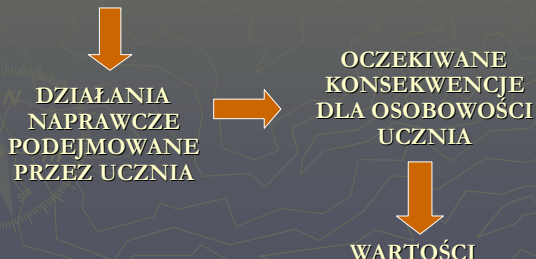 DZIAŁANIA
NAPRAWCZE
PODEJMOWANE
PRZEZ UCZNIA
OCZEKIWANE
KONSEKWENCJE
DLA OSOBOWOŚCI
UCZNIA
WARTOŚCI